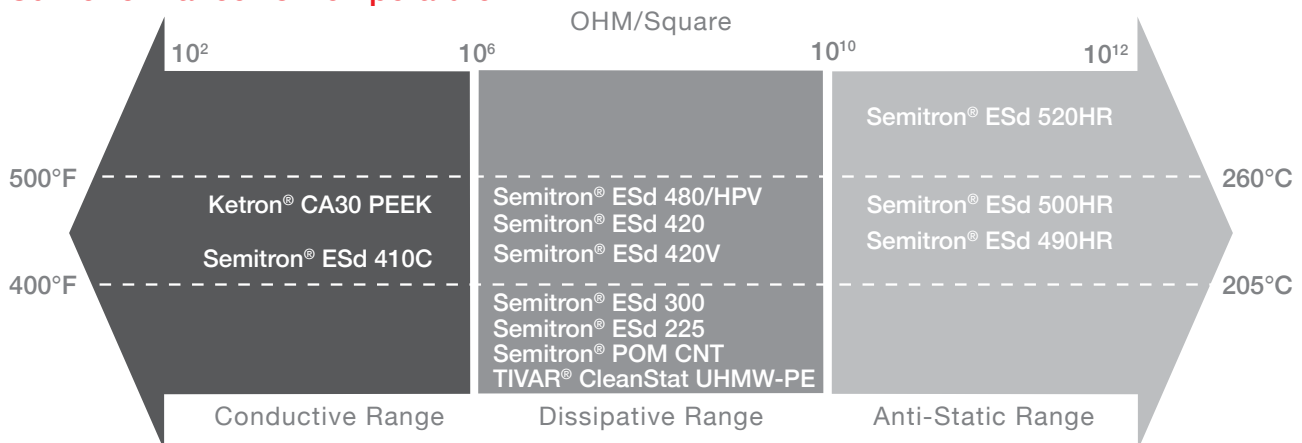 OHM/Square
10² 10⁶ 10¹⁰ 10¹²
Semitron® ESd 520HR
500°F 260°C
Ketron® CA30 PEEK
Semitron® ESd 410C
Semitron® ESd 480/HPV
Semitron® ESd 420
Semitron® ESd 420V
Semitron® ESd 500HR
Semitron® ESd 490HR
400°F 205°C
Semitron® ESd 300
Semitron® ESd 225
Semitron® POM CNT
TIVAR® CleanStat UHMW-PE
Conductive Range Dissipative Range Anti-Static Range